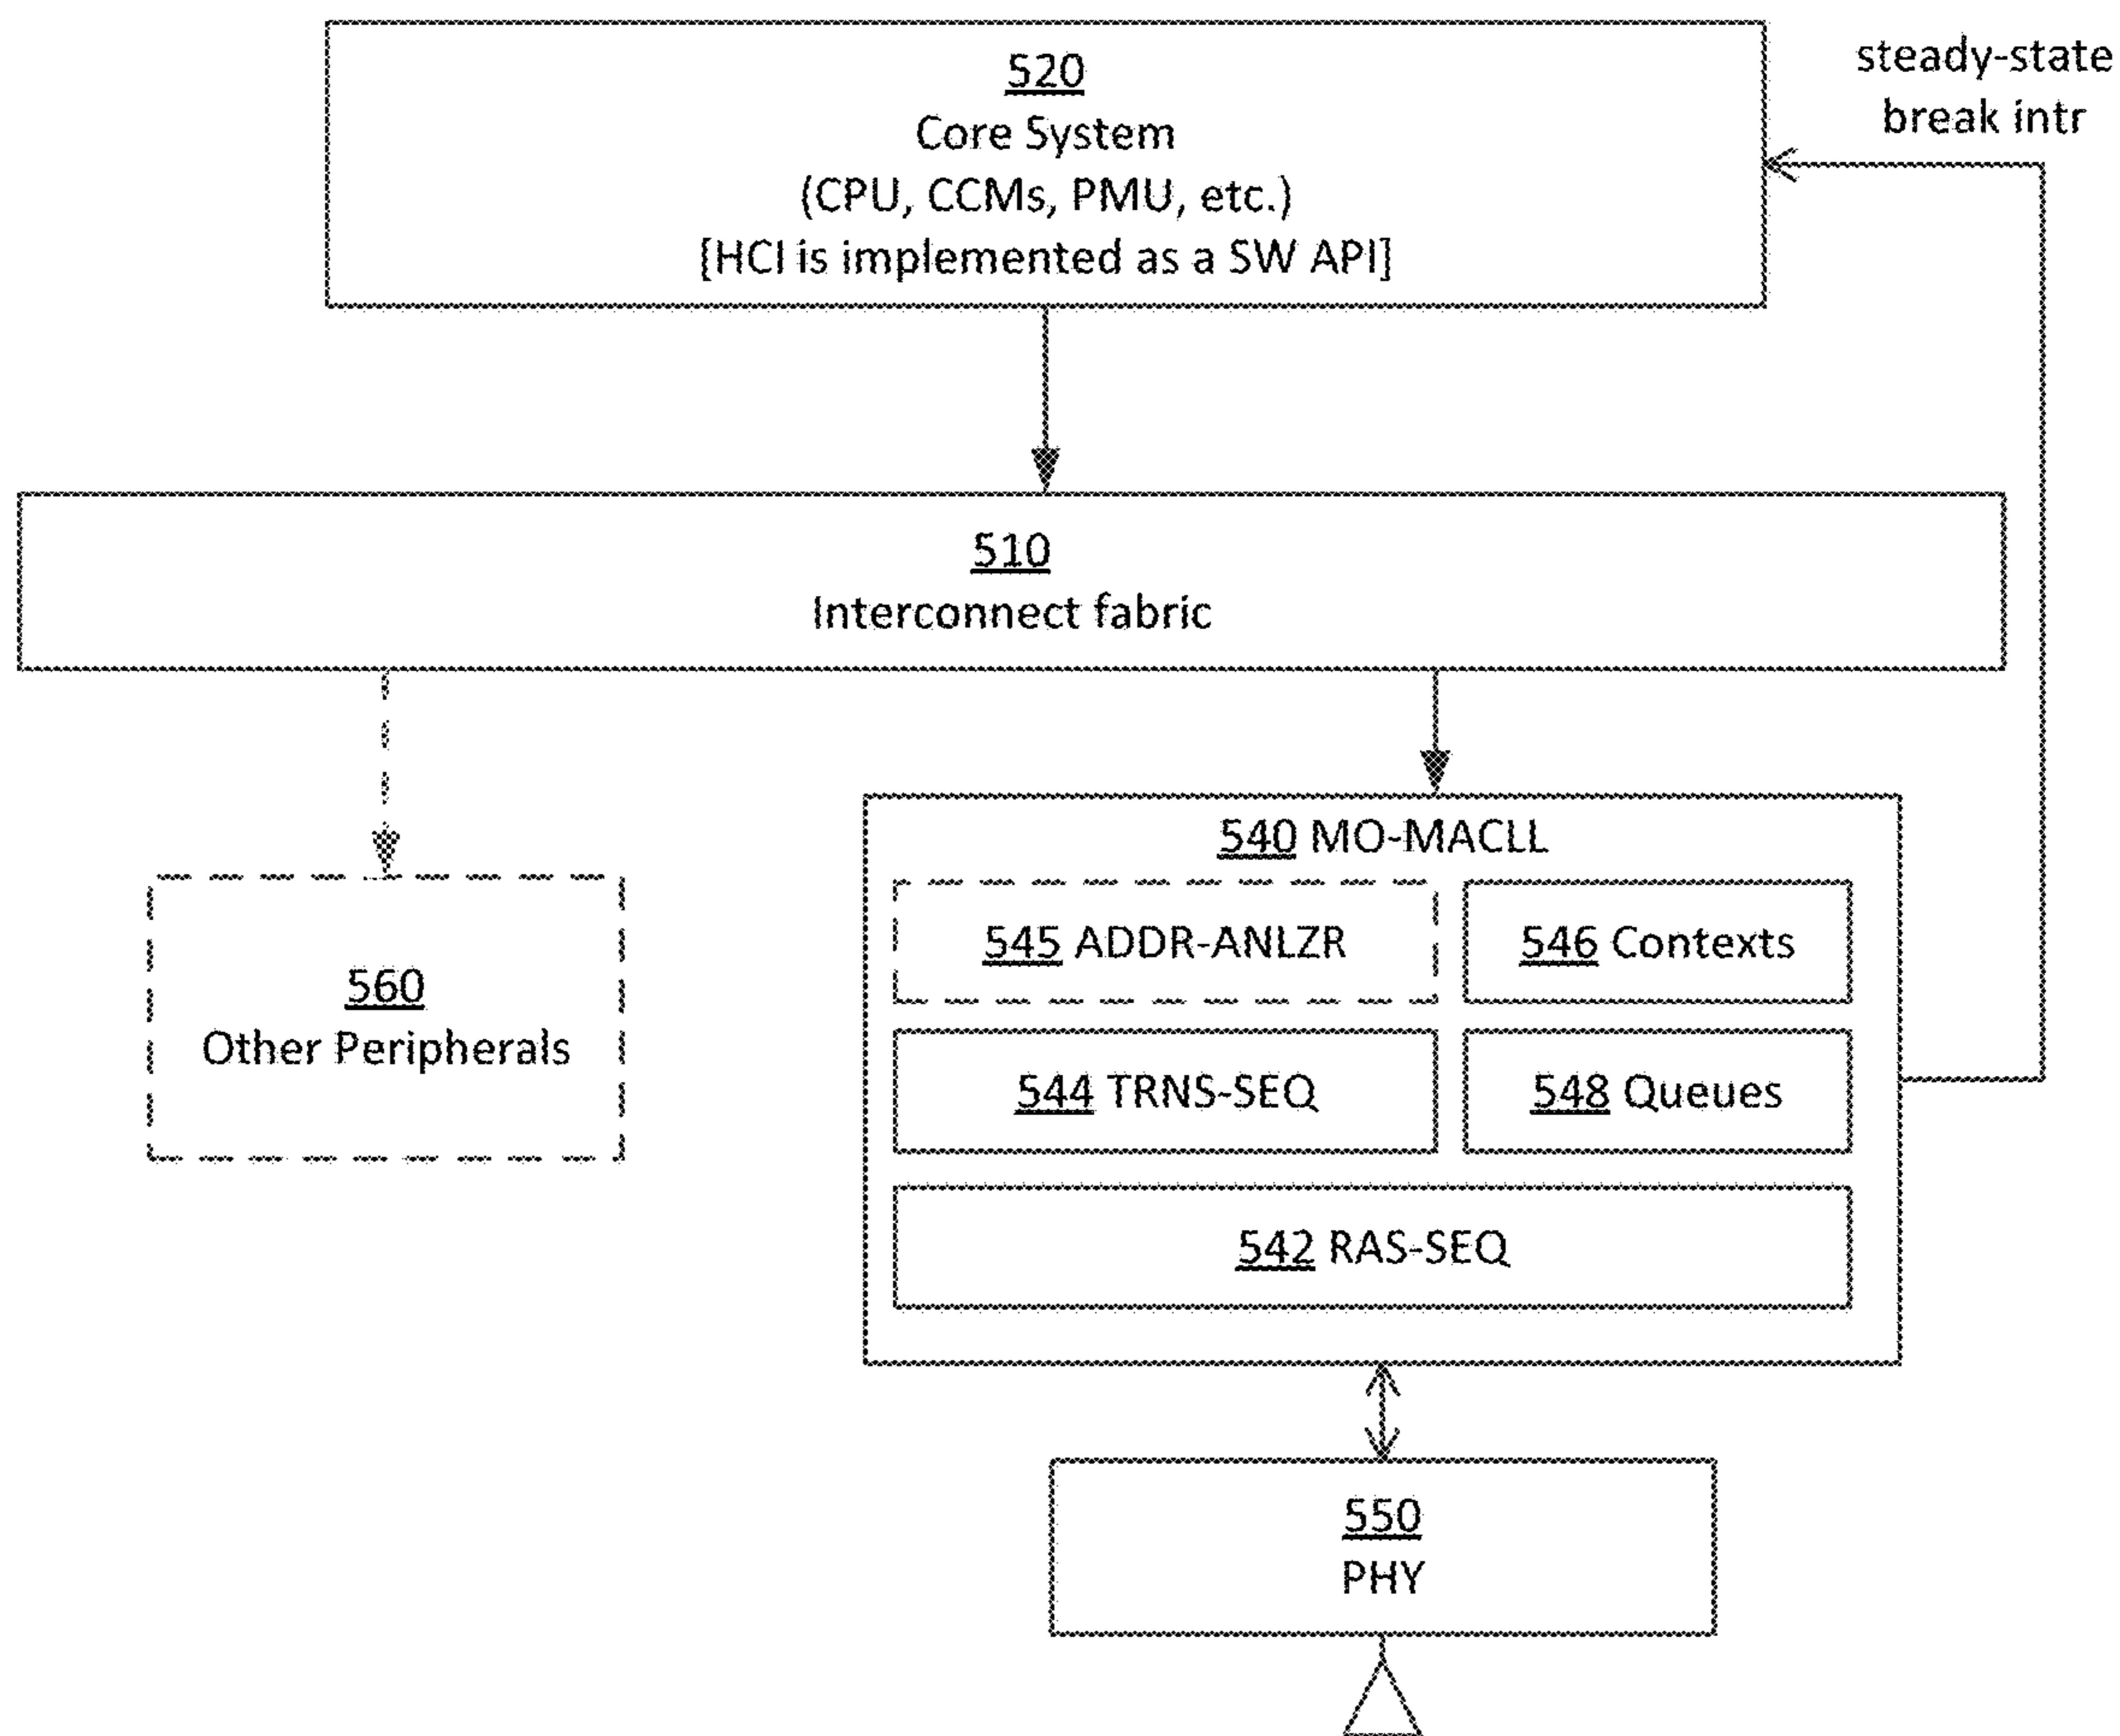 520
Core System
(CPU, CCMs, PMU, etc.)
[HCI is implemented as a SW API]
steady-state
break intr
510
Interconnect fabric
560
Other Peripherals
540 MO-MACLL
545 ADDR-ANLZR
546 Contexts
544 TRNS-SEQ
548 Queues
542 RAS-SEQ
550
PHY